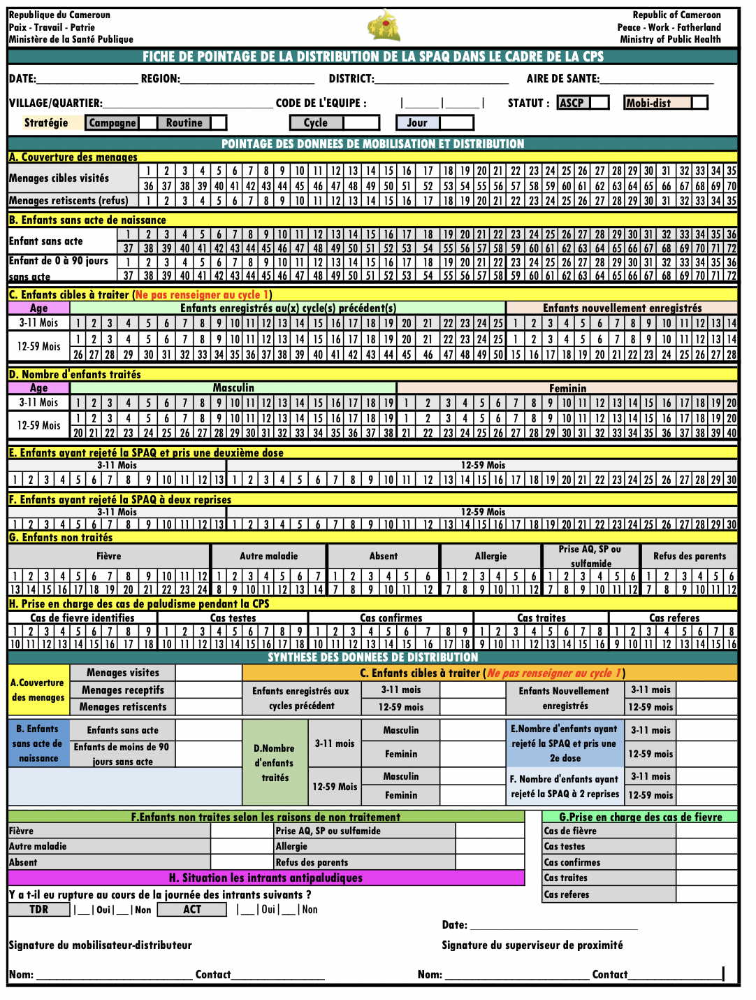 Republique du Cameroun
Republic of Cameroon
Paix - Travail - Patrie
Peace - Work - Fatherland
Ministère de la Santé Publique
Ministry of Public Health
FICHE DE POINTAGE DE LA DISTRIBUTION DE LA SPAQ DANS LE CADRE DE LA CPS
DATE:__________________ REGION:________________________ DISTRICT:________________________ AIRE DE SANTE:____________________
VILLAGE/QUARTIER:______________________________ CODE DE L'EQUIPE : |______|______| STATUT : ASCP Mobi-dist
Stratégie Campagne Routine Cycle Jour
POINTAGE DES DONNEES DE MOBILISATION ET DISTRIBUTION
A. Couverture des menages
Menages cibles visités
1 2 3 4 5 6 7 8 9 10 11 12 13 14 15 16 17 18 19 20 21 22 23 24 25 26 27 28 29 30 31 32 33 34 35
36 37 38 39 40 41 42 43 44 45 46 47 48 49 50 51 52 53 54 55 56 57 58 59 60 61 62 63 64 65 66 67 68 69 70
Menages retiscents (refus) 1 2 3 4 5 6 7 8 9 10 11 12 13 14 15 16 17 18 19 20 21 22 23 24 25 26 27 28 29 30 31 32 33 34 35
B. Enfants sans acte de naissance
Enfant sans acte
1 2 3 4 5 6 7 8 9 10 11 12 13 14 15 16 17 18 19 20 21 22 23 24 25 26 27 28 29 30 31 32 33 34 35 36
37 38 39 40 41 42 43 44 45 46 47 48 49 50 51 52 53 54 55 56 57 58 59 60 61 62 63 64 65 66 67 68 69 70 71 72
Enfant de 0 à 90 jours
sans acte
1 2 3 4 5 6 7 8 9 10 11 12 13 14 15 16 17 18 19 20 21 22 23 24 25 26 27 28 29 30 31 32 33 34 35 36
37 38 39 40 41 42 43 44 45 46 47 48 49 50 51 52 53 54 55 56 57 58 59 60 61 62 63 64 65 66 67 68 69 70 71 72
C. Enfants cibles à traiter (Ne pas renseigner au cycle 1)
Age Enfants enregistrés au(x) cycle(s) précédent(s) Enfants nouvellement enregistrés
3-11 Mois 1 2 3 4 5 6 7 8 9 10 11 12 13 14 15 16 17 18 19 20 21 22 23 24 25 1 2 3 4 5 6 7 8 9 10 11 12 13 14
12-59 Mois
1 2 3 4 5 6 7 8 9 10 11 12 13 14 15 16 17 18 19 20 21 22 23 24 25 1 2 3 4 5 6 7 8 9 10 11 12 13 14
26 27 28 29 30 31 32 33 34 35 36 37 38 39 40 41 42 43 44 45 46 47 48 49 50 15 16 17 18 19 20 21 22 23 24 25 26 27 28
D. Nombre d'enfants traités
Age Masculin Feminin
3-11 Mois 1 2 3 4 5 6 7 8 9 10 11 12 13 14 15 16 17 18 19 1 2 3 4 5 6 7 8 9 10 11 12 13 14 15 16 17 18 19 20
12-59 Mois
1 2 3 4 5 6 7 8 9 10 11 12 13 14 15 16 17 18 19 1 2 3 4 5 6 7 8 9 10 11 12 13 14 15 16 17 18 19 20
20 21 22 23 24 25 26 27 28 29 30 31 32 33 34 35 36 37 38 21 22 23 24 25 26 27 28 29 30 31 32 33 34 35 36 37 38 39 40
E. Enfants ayant rejeté la SPAQ et pris une deuxième dose
3-11 Mois 12-59 Mois
1 2 3 4 5 6 7 8 9 10 11 12 13 1 2 3 4 5 6 7 8 9 10 11 12 13 14 15 16 17 18 19 20 21 22 23 24 25 26 27 28 29 30
F. Enfants ayant rejeté la SPAQ à deux reprises
3-11 Mois 12-59 Mois
1 2 3 4 5 6 7 8 9 10 11 12 13 1 2 3 4 5 6 7 8 9 10 11 12 13 14 15 16 17 18 19 20 21 22 23 24 25 26 27 28 29 30
G. Enfants non traités
Fièvre Autre maladie Absent Allergie Prise AQ, SP ou sulfamide Refus des parents
1 2 3 4 5 6 7 8 9 10 11 12 1 2 3 4 5 6 7 1 2 3 4 5 6 1 2 3 4 5 6 1 2 3 4 5 6 1 2 3 4 5 6
13 14 15 16 17 18 19 20 21 22 23 24 8 9 10 11 12 13 14 7 8 9 10 11 12 7 8 9 10 11 12 7 8 9 10 11 12 7 8 9 10 11 12
H. Prise en charge des cas de paludisme pendant la CPS
Cas de fievre identifies Cas testes Cas confirmes Cas traites Cas referes
1 2 3 4 5 6 7 8 9 1 2 3 4 5 6 7 8 9 1 2 3 4 5 6 7 8 9 1 2 3 4 5 6 7 8 1 2 3 4 5 6 7 8
10 11 12 13 14 15 16 17 18 10 11 12 13 14 15 16 17 18 10 11 12 13 14 15 16 17 18 9 10 11 12 13 14 15 16 9 10 11 12 13 14 15 16
SYNTHESE DES DONNEES DE DISTRIBUTION
A.Couverture
des menages
Menages visites
Menages receptifs
Menages retiscents
C. Enfants cibles à traiter (Ne pas renseigner au cycle 1)
Enfants enregistrés aux
cycles précédent
3-11 mois
12-59 mois
Enfants Nouvellement
enregistrés
3-11 mois
12-59 mois
B. Enfants
sans acte de
naissance
Enfants sans acte
Enfants de moins de 90
jours sans acte
D.Nombre
d'enfants
traités
3-11 mois
Masculin
Feminin
12-59 Mois
Masculin
Feminin
E.Nombre d'enfants ayant
rejeté la SPAQ et pris une
2e dose
3-11 mois
12-59 mois
F. Nombre d'enfants ayant
rejeté la SPAQ à 2 reprises
3-11 mois
12-59 mois
F.Enfants non traites selon les raisons de non traitement
Fièvre Prise AQ, SP ou sulfamide
Autre maladie Allergie
Absent Refus des parents
G.Prise en charge des cas de fievre
Cas de fièvre
Cas testes
Cas confirmes
Cas traites
Cas referes
H. Situation les intrants antipaludiques
Y a t-il eu rupture au cours de la journée des intrants suivants ?
TDR |__|Oui|__|Non ACT |__|Oui|__|Non
Date: ______________________________
Signature du mobilisateur-distributeur Signature du superviseur de proximité
Nom: ____________________________ Contact_________________ Nom: __________________________ Contact_________________